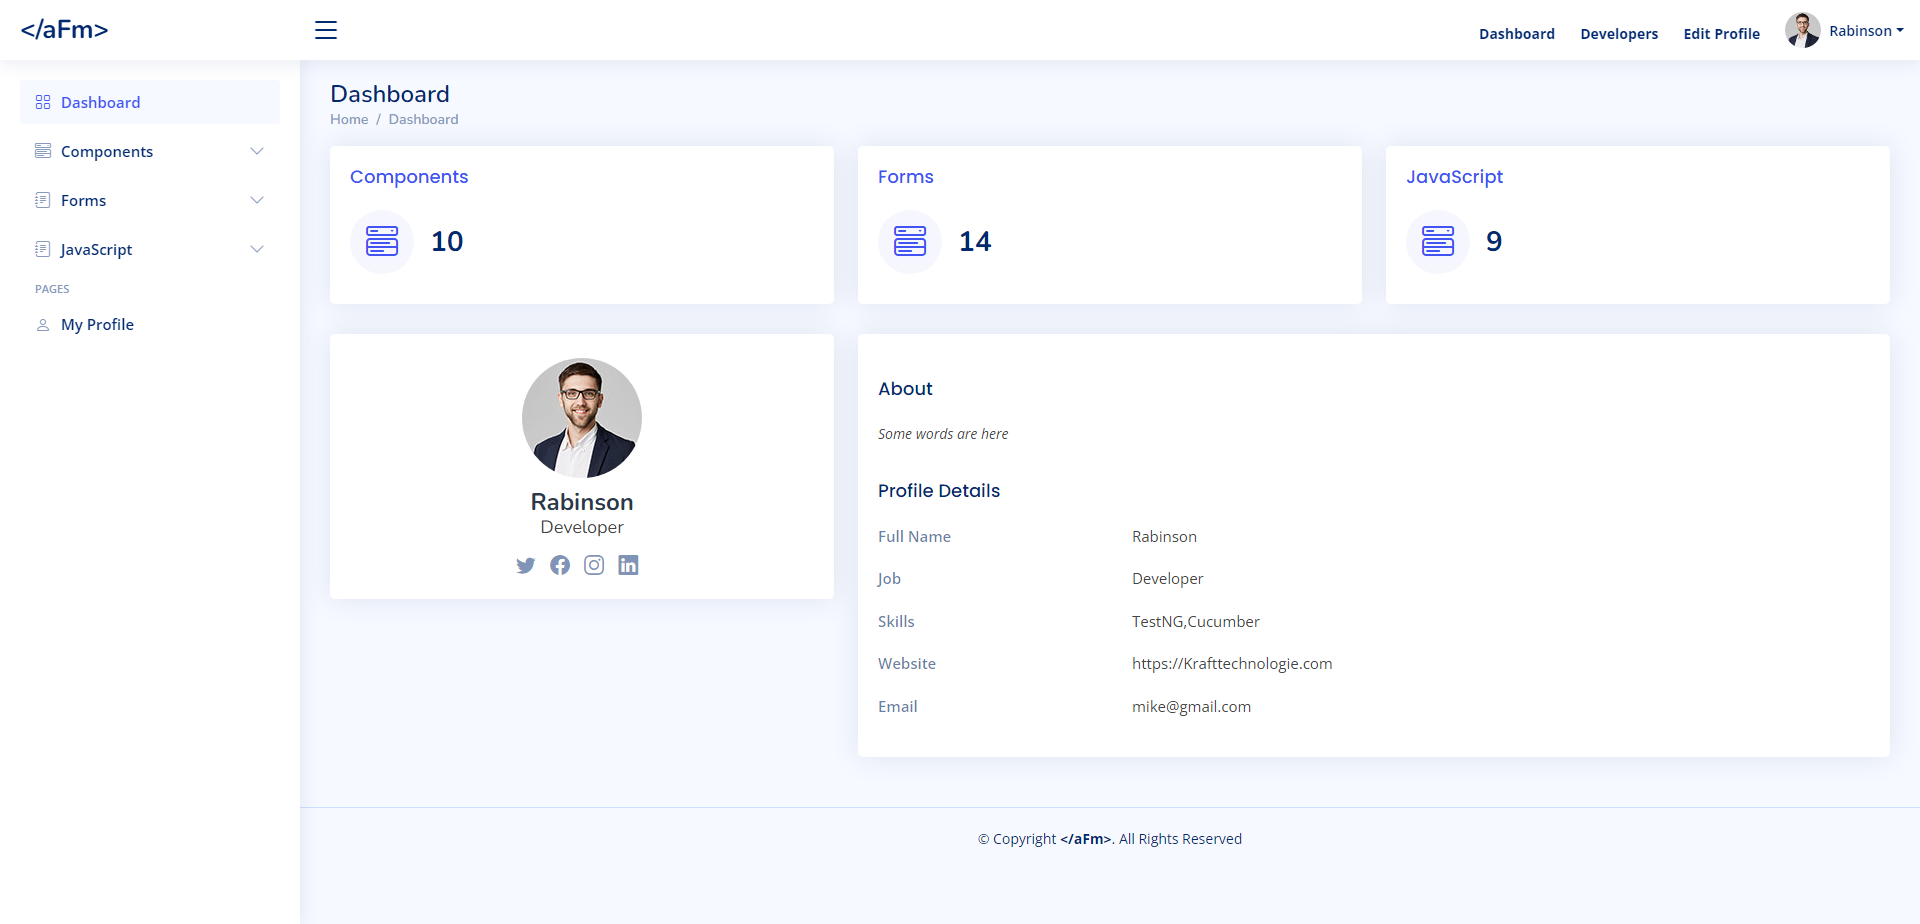 </aFm>
Dashboard Developers Edit Profile Rabinson
Dashboard
Components
Forms
JavaScript
PAGES
My Profile
Dashboard
Home / Dashboard
Components
10
Forms
14
JavaScript
9
Rabinson
Developer
About
Some words are here
Profile Details
Full Name Rabinson
Job Developer
Skills TestNG,Cucumber
Website https://Krafttechnologie.com
Email mike@gmail.com
© Copyright </aFm>. All Rights Reserved